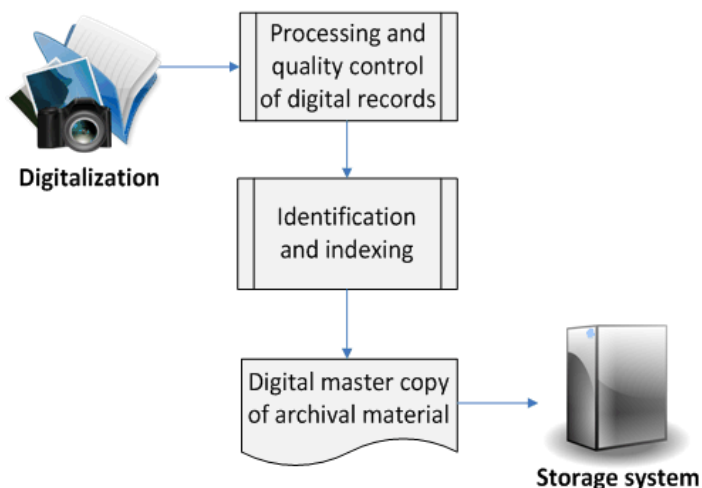 Processing and
quality control
of digital records
Digitalization
Identification
and indexing
Digital master copy
of archival material
Storage system